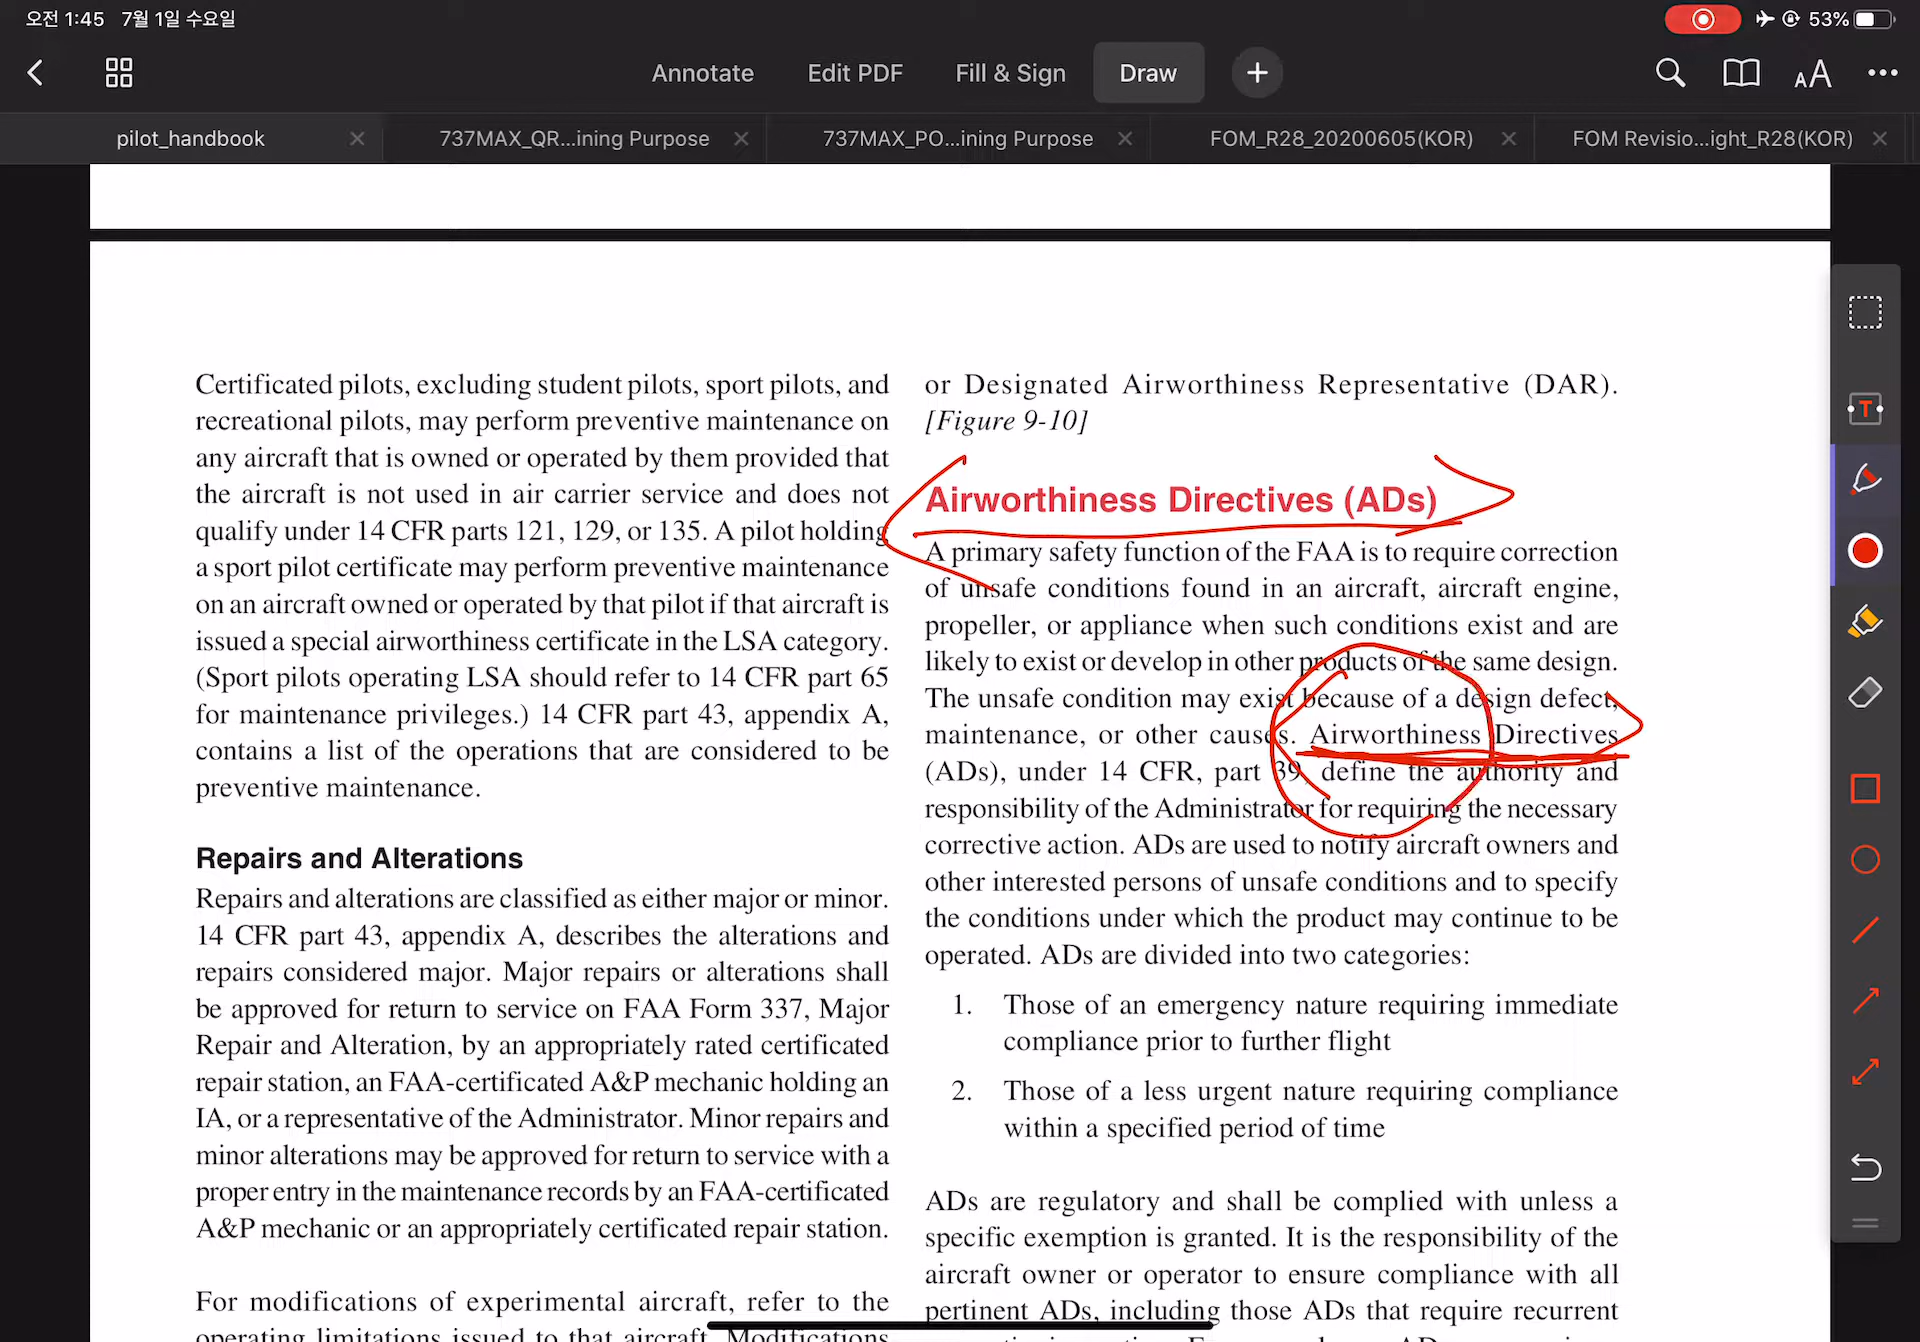 오전 1:45 7월 1일 수요일
53%
Annotate Edit PDF Fill & Sign Draw
pilot_handbook 737MAX_QR...ining Purpose 737MAX_PO...ining Purpose FOM_R28_20200605(KOR) FOM Revisio...ight_R28(KOR)
Certificated pilots, excluding student pilots, sport pilots, and
recreational pilots, may perform preventive maintenance on
any aircraft that is owned or operated by them provided that
the aircraft is not used in air carrier service and does not
qualify under 14 CFR parts 121, 129, or 135. A pilot holding
a sport pilot certificate may perform preventive maintenance
on an aircraft owned or operated by that pilot if that aircraft is
issued a special airworthiness certificate in the LSA category.
(Sport pilots operating LSA should refer to 14 CFR part 65
for maintenance privileges.) 14 CFR part 43, appendix A,
contains a list of the operations that are considered to be
preventive maintenance.
Repairs and Alterations
Repairs and alterations are classified as either major or minor.
14 CFR part 43, appendix A, describes the alterations and
repairs considered major. Major repairs or alterations shall
be approved for return to service on FAA Form 337, Major
Repair and Alteration, by an appropriately rated certificated
repair station, an FAA-certificated A&P mechanic holding an
IA, or a representative of the Administrator. Minor repairs and
minor alterations may be approved for return to service with a
proper entry in the maintenance records by an FAA-certificated
A&P mechanic or an appropriately certificated repair station.
For modifications of experimental aircraft, refer to the
operating limitations issued to that aircraft. Modifications
or Designated Airworthiness Representative (DAR).
[Figure 9-10]
Airworthiness Directives (ADs)
A primary safety function of the FAA is to require correction
of unsafe conditions found in an aircraft, aircraft engine,
propeller, or appliance when such conditions exist and are
likely to exist or develop in other products of the same design.
The unsafe condition may exist because of a design defect,
maintenance, or other causes. Airworthiness Directives
(ADs), under 14 CFR, part 39, define the authority and
responsibility of the Administrator for requiring the necessary
corrective action. ADs are used to notify aircraft owners and
other interested persons of unsafe conditions and to specify
the conditions under which the product may continue to be
operated. ADs are divided into two categories:
1. Those of an emergency nature requiring immediate
compliance prior to further flight
2. Those of a less urgent nature requiring compliance
within a specified period of time
ADs are regulatory and shall be complied with unless a
specific exemption is granted. It is the responsibility of the
aircraft owner or operator to ensure compliance with all
pertinent ADs, including those ADs that require recurrent